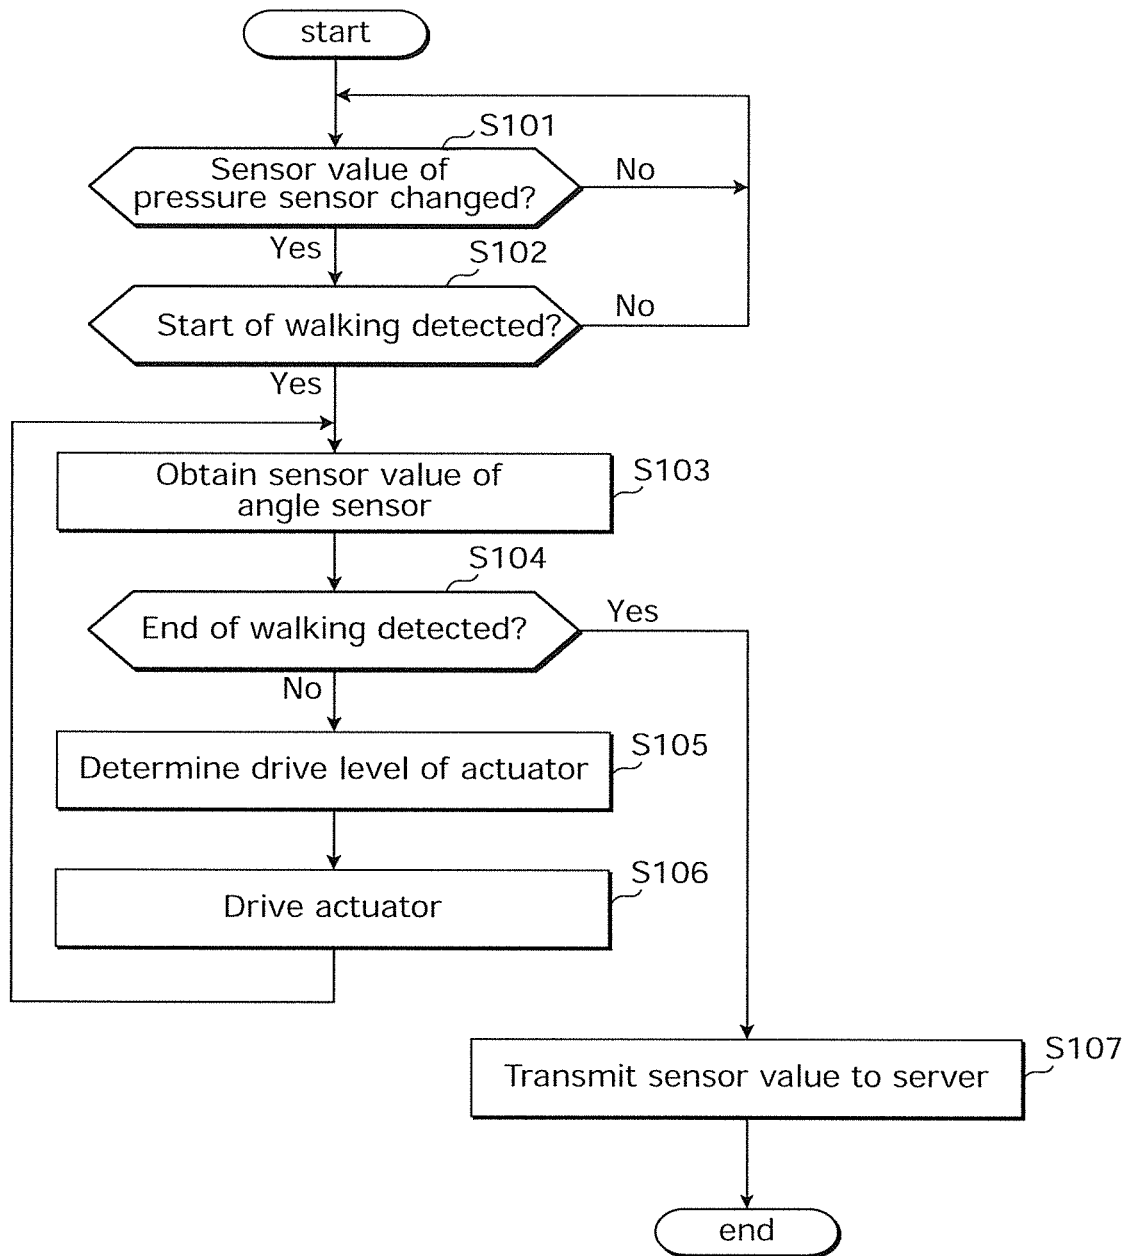 start
S101
Sensor value of
pressure sensor changed?
No
Yes
S102
Start of walking detected?
No
Yes
Obtain sensor value of
angle sensor
S103
S104
End of walking detected?
Yes
No
Determine drive level of actuator
S105
Drive actuator
S106
Transmit sensor value to server
S107
end